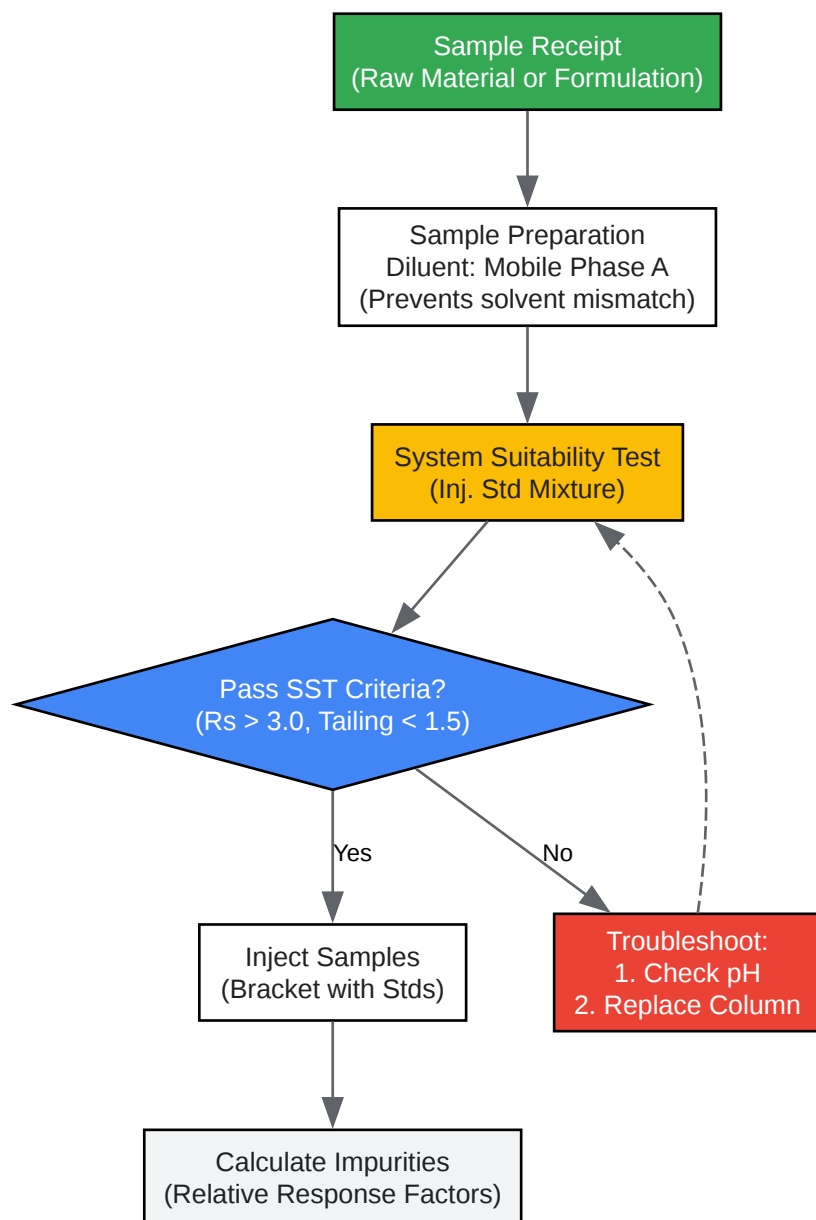 Sample Receipt
(Raw Material or Formulation)
Sample Preparation
Diluent: Mobile Phase A
(Prevents solvent mismatch)
System Suitability Test
(Inj. Std Mixture)
Pass SST Criteria?
(Rs > 3.0, Tailing < 1.5)
Yes
No
Inject Samples
(Bracket with Stds)
Troubleshoot:
1. Check pH
2. Replace Column
Calculate Impurities
(Relative Response Factors)